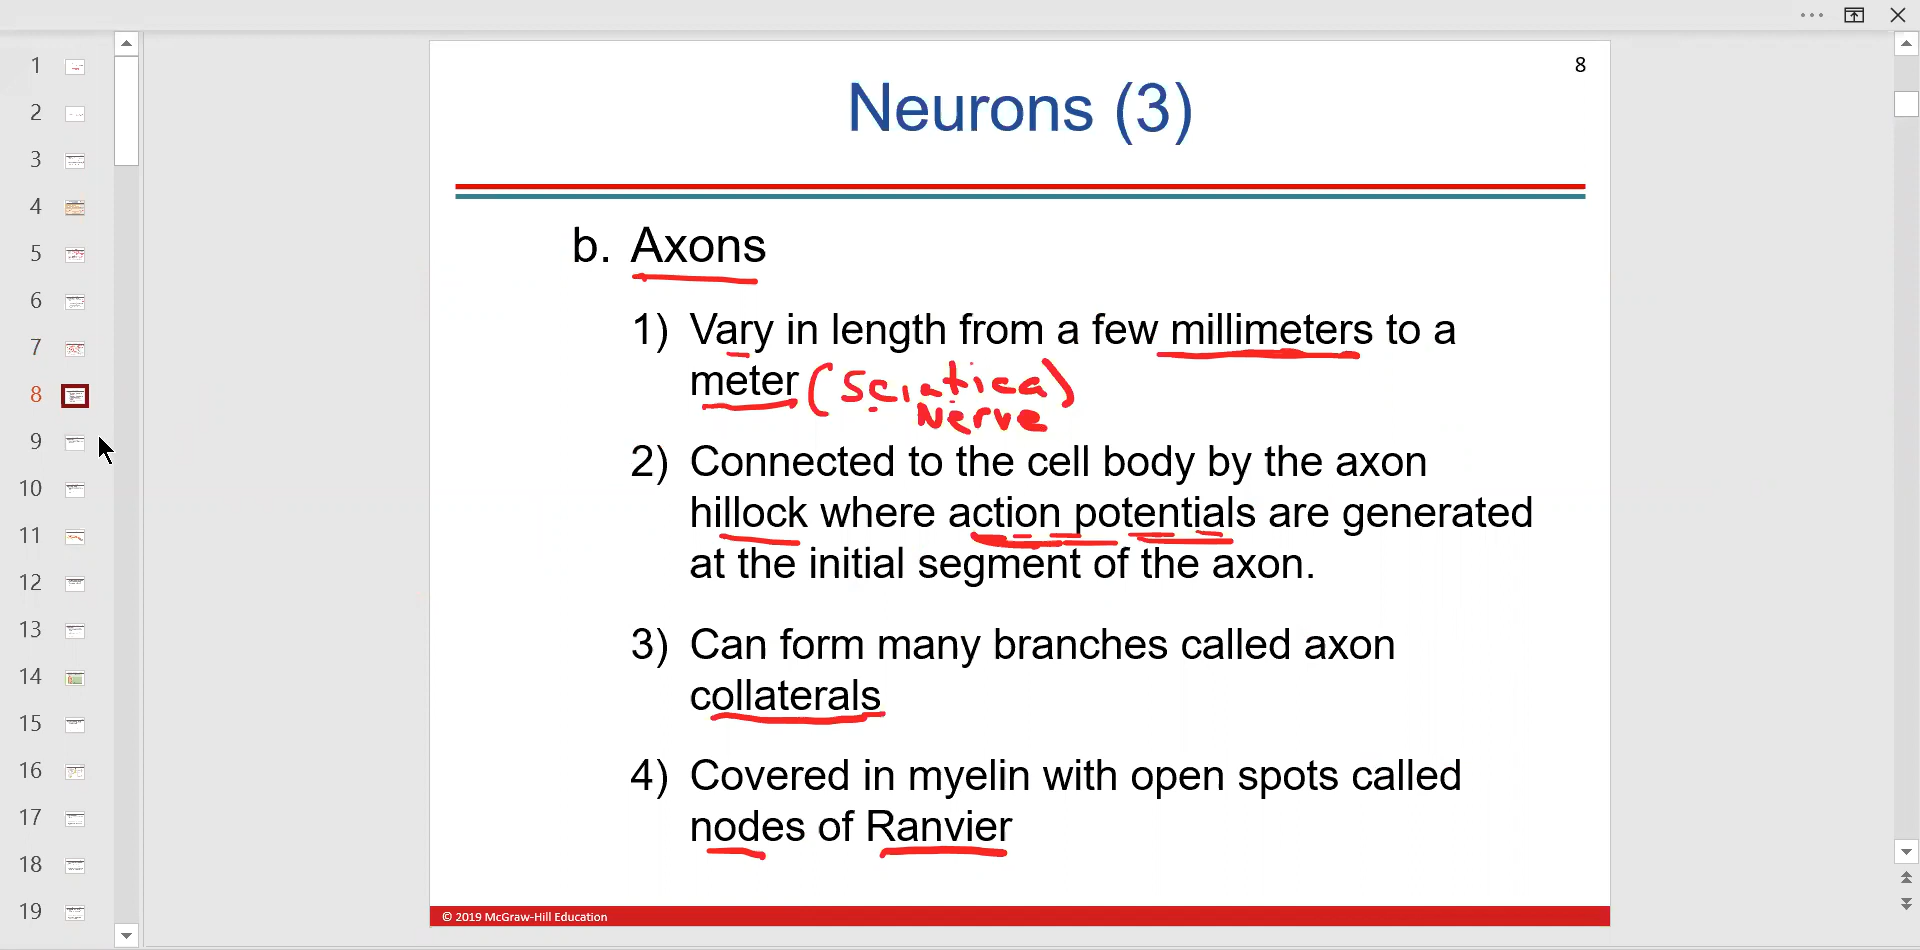 8
Neurons (3)
b. Axons
1) Vary in length from a few millimeters to a
meter (Sciatica)
Nerve
2) Connected to the cell body by the axon
hillock where action potentials are generated
at the initial segment of the axon.
3) Can form many branches called axon
collaterals
4) Covered in myelin with open spots called
nodes of Ranvier
© 2019 McGraw-Hill Education
1
2
3
4
5
6
7
8
9
10
11
12
13
14
15
16
17
18
19